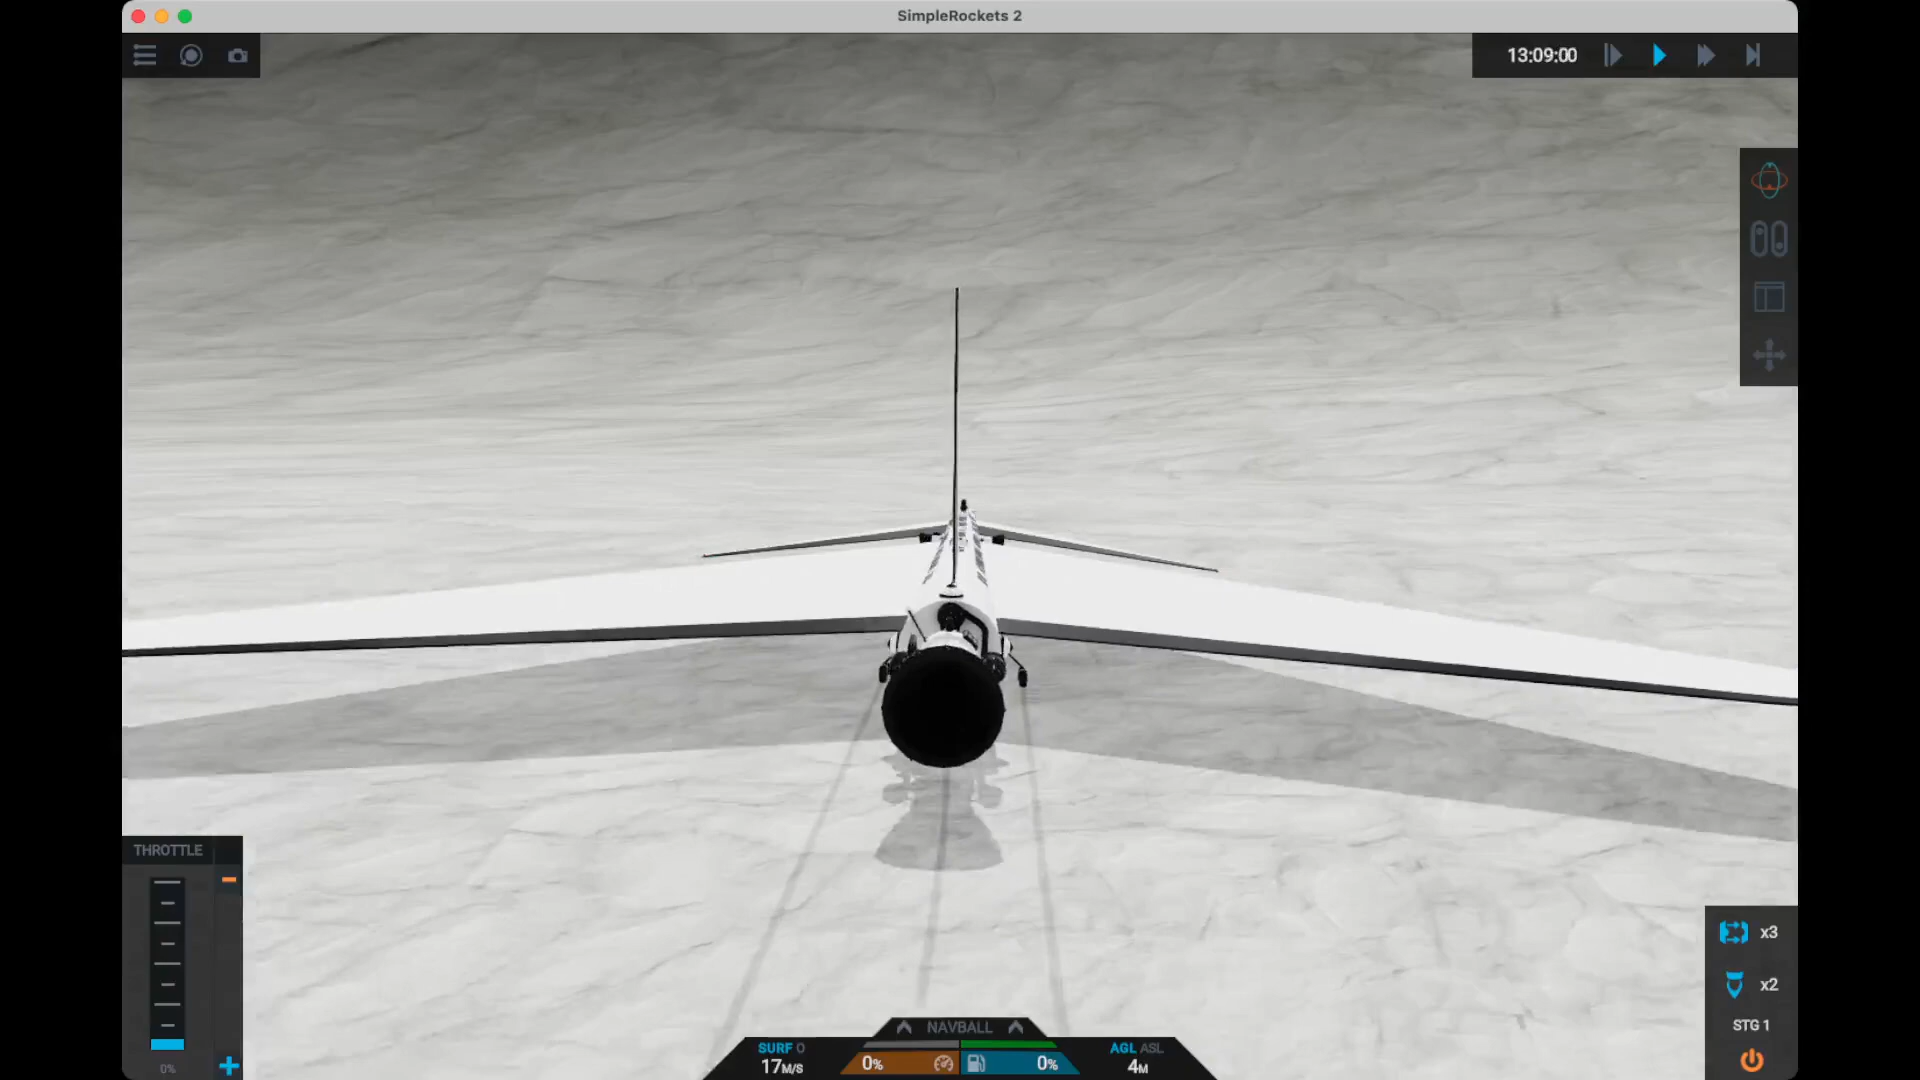 SimpleRockets 2
13:09:00
THROTTLE
0%
NAVBALL
SURF O
17M/S
0%
0%
AGL ASL
4M
x3
x2
STG 1